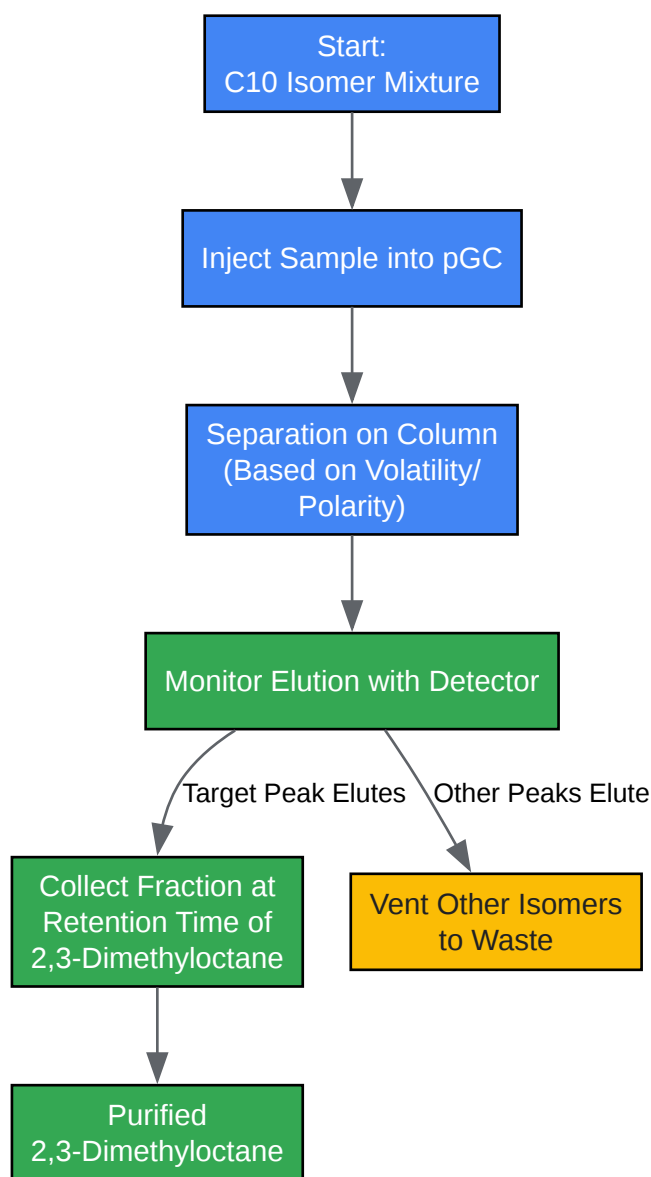 Start:
C10 Isomer Mixture
Inject Sample into pGC
Separation on Column
(Based on Volatility/
Polarity)
Monitor Elution with Detector
Target Peak Elutes
Other Peaks Elute
Collect Fraction at
Retention Time of
2,3-Dimethyloctane
Vent Other Isomers
to Waste
Purified
2,3-Dimethyloctane